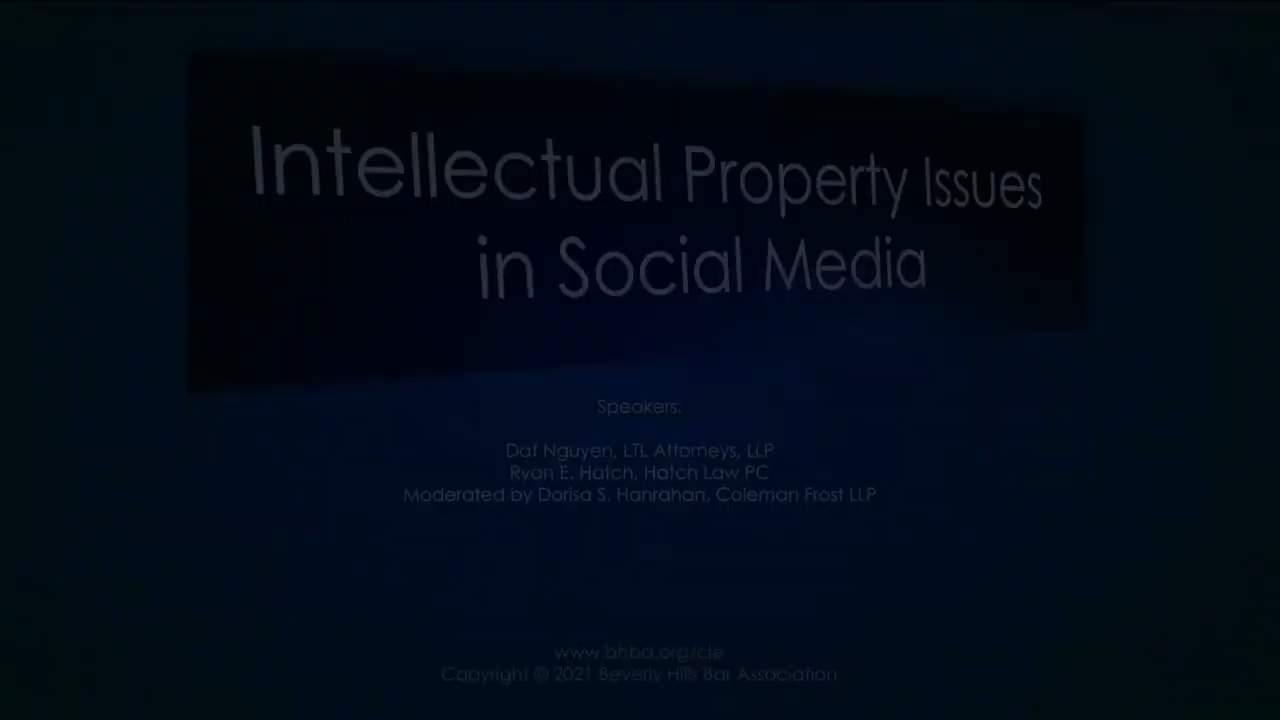 Intellectual Property Issues
in Social Media
Speakers:
Dat Nguyen, LTL Attorneys, LLP
Ryan E. Hatch, Hatch Law PC
Moderated by Dorisa S. Hanrahan, Coleman Frost LLP
www.bhba.org/cle
Copyright © 2021 Beverly Hills Bar Association